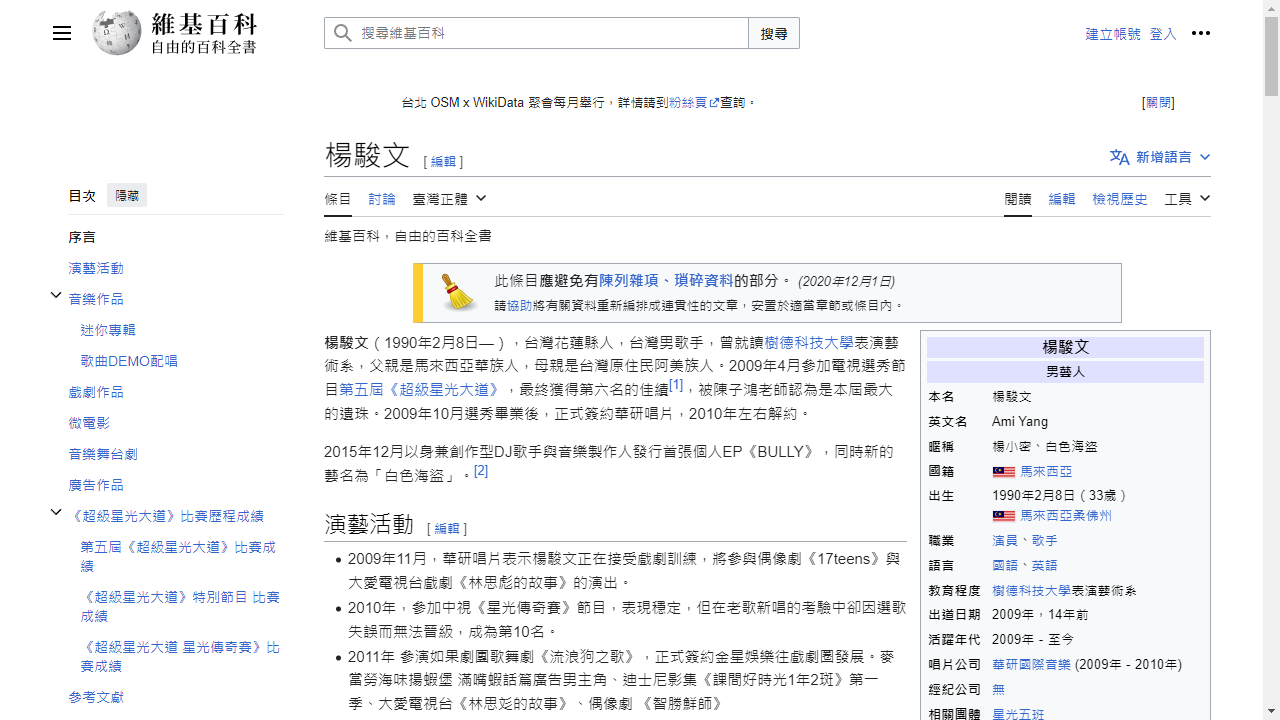 維基百科
自由的百科全書
搜尋維基百科
搜尋
建立帳號 登入
台北 OSM x WikiData 聚會每月舉行，詳情請到粉絲頁查詢。
[關閉]
楊駿文 [ 編輯 ]
新增語言
目次 隱藏
序言
演藝活動
音樂作品
迷你專輯
歌曲DEMO配唱
戲劇作品
微電影
音樂舞台劇
廣告作品
《超級星光大道》比賽歷程成績
第五屆《超級星光大道》比賽成
績
《超級星光大道》特別節目 比賽
成績
《超級星光大道 星光傳奇賽》比
賽成績
參考文獻
條目 討論 臺灣正體
閱讀 編輯 檢視歷史 工具
維基百科，自由的百科全書
此條目應避免有陳列雜項、瑣碎資料的部分。 (2020年12月1日)
請協助將有關資料重新編排成連貫性的文章，安置於適當章節或條目內。
楊駿文（1990年2月8日—），台灣花蓮縣人，台灣男歌手，曾就讀樹德科技大學表演藝
術系，父親是馬來西亞華族人，母親是台灣原住民阿美族人。2009年4月參加電視選秀節
目第五屆《超級星光大道》，最終獲得第六名的佳績[1]，被陳子鴻老師認為是本屆最大
的遺珠。2009年10月選秀畢業後，正式簽約華研唱片，2010年左右解約。
2015年12月以身兼創作型DJ歌手與音樂製作人發行首張個人EP《BULLY》，同時新的
藝名為「白色海盜」。[2]
演藝活動 [ 編輯 ]
• 2009年11月，華研唱片表示楊駿文正在接受戲劇訓練，將參與偶像劇《17teens》與
大愛電視台戲劇《林思彪的故事》的演出。
• 2010年，參加中視《星光傳奇賽》節目，表現穩定，但在老歌新唱的考驗中卻因選歌
失誤而無法晉級，成為第10名。
• 2011年 參演如果劇團歌舞劇《流浪狗之歌》，正式簽約金星娛樂往戲劇圈發展。麥
當勞海味揚蝦堡 滿嘴蝦話篇廣告男主角、迪士尼影集《課間好時光1年2班》第一
季、大愛電視台《林思彣的故事》、偶像劇 《智勝鮮師》
楊駿文
男藝人
本名 楊駿文
英文名 Ami Yang
暱稱 楊小密、白色海盜
國籍 馬來西亞
出生 1990年2月8日（33歲）
馬來西亞柔佛州
職業 演員、歌手
語言 國語、英語
教育程度 樹德科技大學表演藝術系
出道日期 2009年，14年前
活躍年代 2009年 - 至今
唱片公司 華研國際音樂 (2009年 - 2010年)
經紀公司 無
相關團體 星光五班